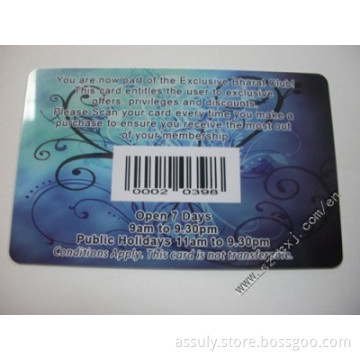 You are now part of the Exclusive Bharat Club!
This card entitles the user to exclusive
offers, privileges and discounts.
Please Scan your card every time you make a
purchase to ensure you receive the most out
of your membership
0002 0398
Open 7 Days
9am to 9.30pm
Public Holidays 11am to 9.30pm
Conditions Apply. This card is not transferable.
assuly.store.bossgoo.com